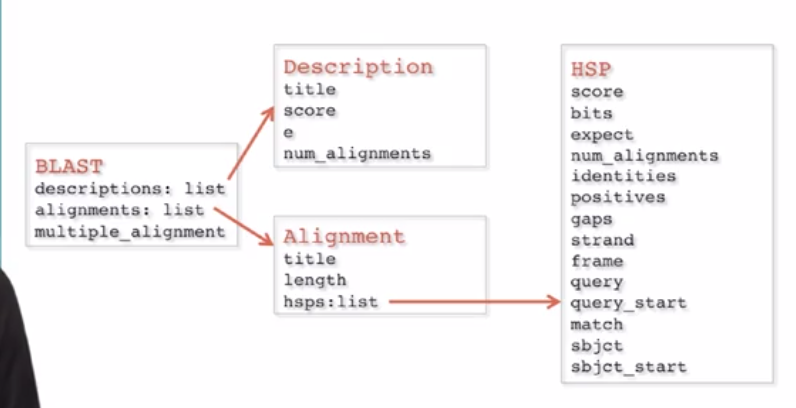 BLAST
descriptions: list
alignments: list
multiple_alignment
Description
title
score
e
num_alignments
Alignment
title
length
hsps:list
HSP
score
bits
expect
num_alignments
identities
positives
gaps
strand
frame
query
query_start
match
sbjct
sbjct_start